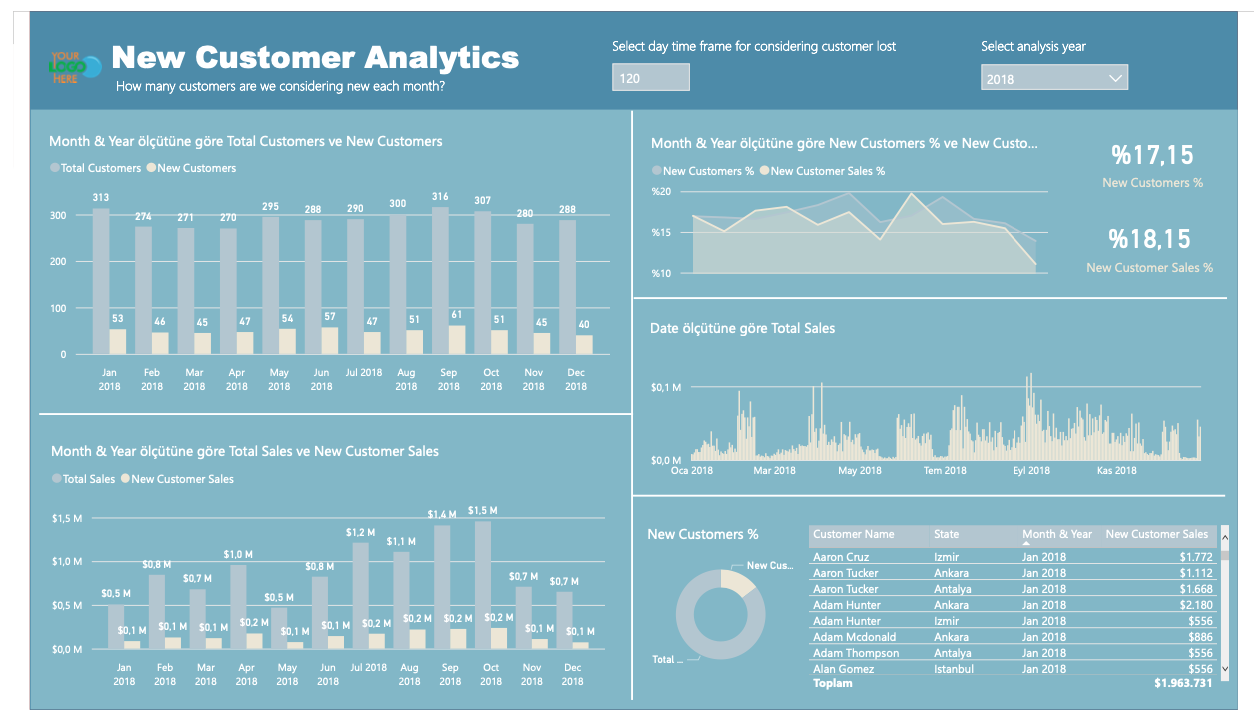 YOUR
LOGO
HERE
New Customer Analytics
How many customers are we considering new each month?
Select day time frame for considering customer lost
120
Select analysis year
2018
Month & Year ölçütüne göre Total Customers ve New Customers
Total Customers New Customers
313 274 271 270 295 288 290 300 316 307 280 288
300
200
100
0
53 46 45 47 54 57 47 51 61 51 45 40
Jan 2018 Feb 2018 Mar 2018 Apr 2018 May 2018 Jun 2018 Jul 2018 Aug 2018 Sep 2018 Oct 2018 Nov 2018 Dec 2018
Month & Year ölçütüne göre Total Sales ve New Customer Sales
Total Sales New Customer Sales
$1,5 M
$1,0 M
$0,5 M
$0,0 M
$0,5 M $0,8 M $0,7 M $1,0 M $0,5 M $0,8 M $1,2 M $1,1 M $1,4 M $1,5 M $0,7 M $0,7 M
$0,1 M $0,1 M $0,1 M $0,2 M $0,1 M $0,1 M $0,2 M $0,2 M $0,2 M $0,2 M $0,1 M $0,1 M
Jan 2018 Feb 2018 Mar 2018 Apr 2018 May 2018 Jun 2018 Jul 2018 Aug 2018 Sep 2018 Oct 2018 Nov 2018 Dec 2018
Month & Year ölçütüne göre New Customers % ve New Custo...
New Customers % New Customer Sales %
%20
%15
%10
%17,15
New Customers %
%18,15
New Customer Sales %
Date ölçütüne göre Total Sales
$0,1 M
$0,0 M
Oca 2018 Mar 2018 May 2018 Tem 2018 Eyl 2018 Kas 2018
New Customers %
New Cus...
Total ...
Customer Name State Month & Year New Customer Sales
Aaron Cruz Izmir Jan 2018 $1.772
Aaron Tucker Ankara Jan 2018 $1.112
Aaron Tucker Antalya Jan 2018 $1.668
Adam Hunter Ankara Jan 2018 $2.180
Adam Hunter Izmir Jan 2018 $556
Adam Mcdonald Ankara Jan 2018 $886
Adam Thompson Antalya Jan 2018 $556
Alan Gomez Istanbul Jan 2018 $556
Toplam $1.963.731